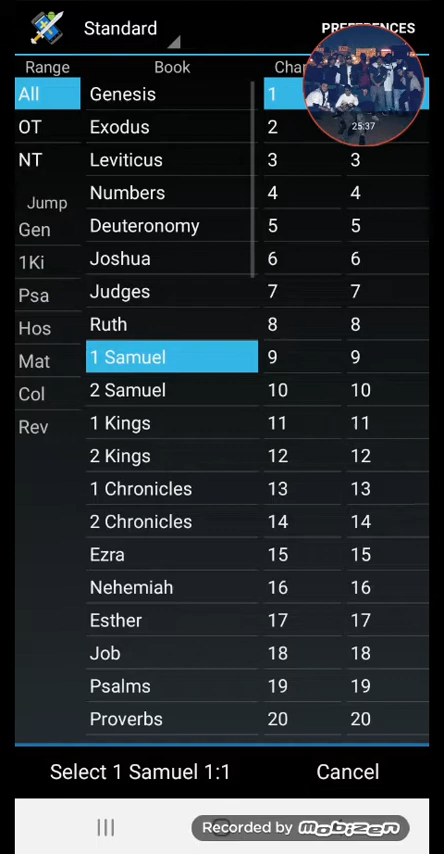 Standard PREFERENCES
Range Book
All Genesis 1
OT Exodus 2
NT Leviticus 3 3
Numbers 4 4
Jump
Gen Deuteronomy 5 5
1Ki Joshua 6 6
Psa Judges 7 7
Hos Ruth 8 8
Mat 1 Samuel 9 9
Col 2 Samuel 10 10
Rev 1 Kings 11 11
2 Kings 12 12
1 Chronicles 13 13
2 Chronicles 14 14
Ezra 15 15
Nehemiah 16 16
Esther 17 17
Job 18 18
Psalms 19 19
Proverbs 20 20
25:37
Select 1 Samuel 1:1 Cancel
Recorded by mobizen